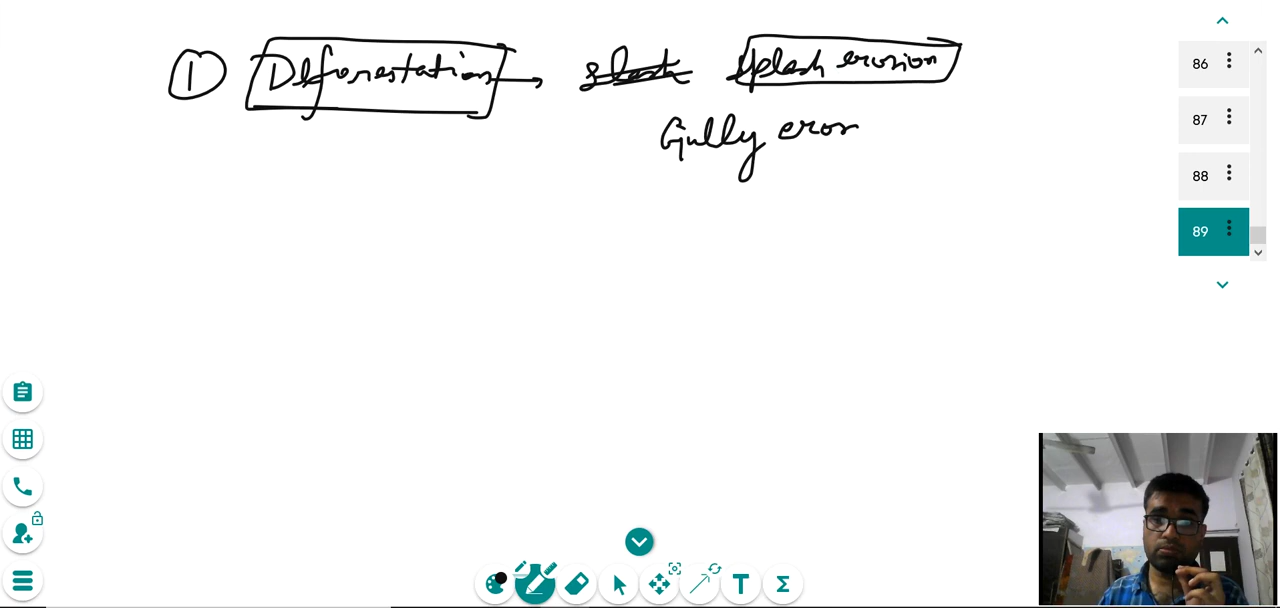 ① Deforestation → splash erosion
Gully eros
86
87
88
89
T
Σ